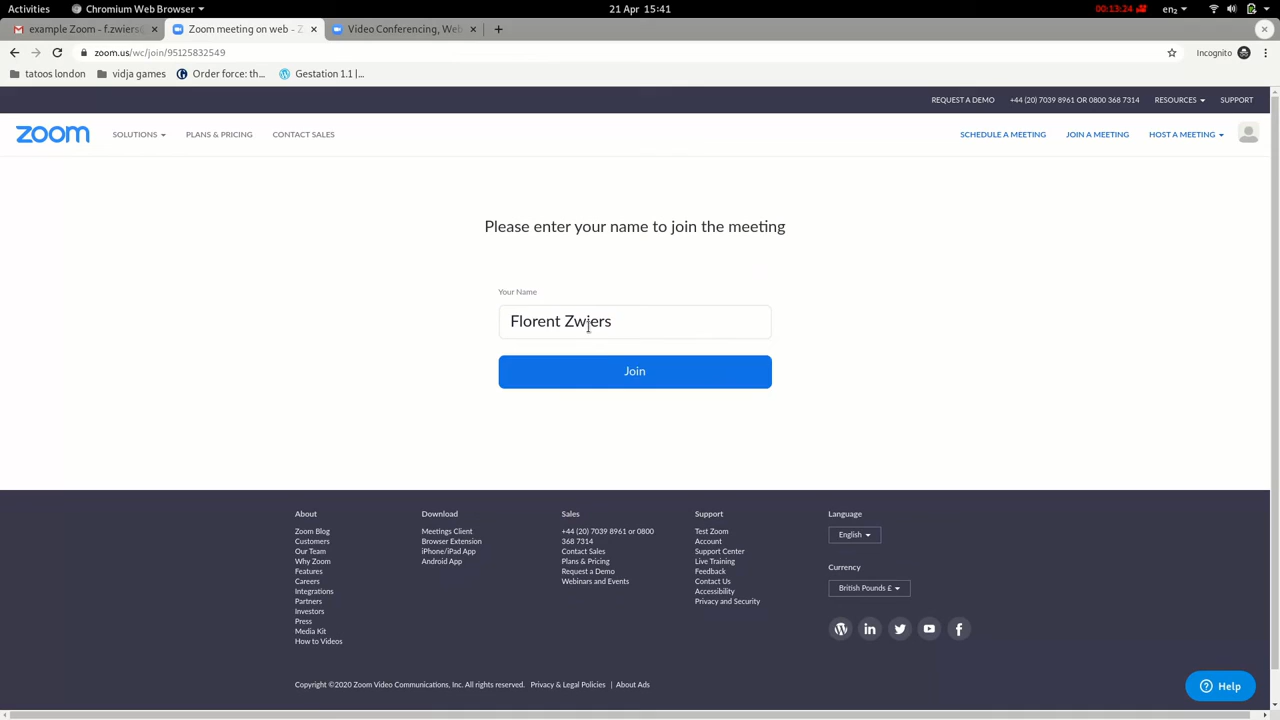 Activities
Chromium Web Browser
21 Apr 15:41
00:13:24
en₂
example Zoom - f.zwiers@
Zoom meeting on web - Z
Video Conferencing, Web
zoom.us/wc/join/95125832549
Incognito
tatoos london
vidja games
Order force: th...
Gestation 1.1 |...
REQUEST A DEMO
+44 (20) 7039 8961 OR 0800 368 7314
RESOURCES
SUPPORT
zoom
SOLUTIONS
PLANS & PRICING
CONTACT SALES
SCHEDULE A MEETING
JOIN A MEETING
HOST A MEETING
Please enter your name to join the meeting
Your Name
Florent Zwiers
Join
About
Zoom Blog
Customers
Our Team
Why Zoom
Features
Careers
Integrations
Partners
Investors
Press
Media Kit
How to Videos
Download
Meetings Client
Browser Extension
iPhone/iPad App
Android App
Sales
+44 (20) 7039 8961 or 0800
368 7314
Contact Sales
Plans & Pricing
Request a Demo
Webinars and Events
Support
Test Zoom
Account
Support Center
Live Training
Feedback
Contact Us
Accessibility
Privacy and Security
Language
English
Currency
British Pounds £
Copyright ©2020 Zoom Video Communications, Inc. All rights reserved.
Privacy & Legal Policies | About Ads
Help